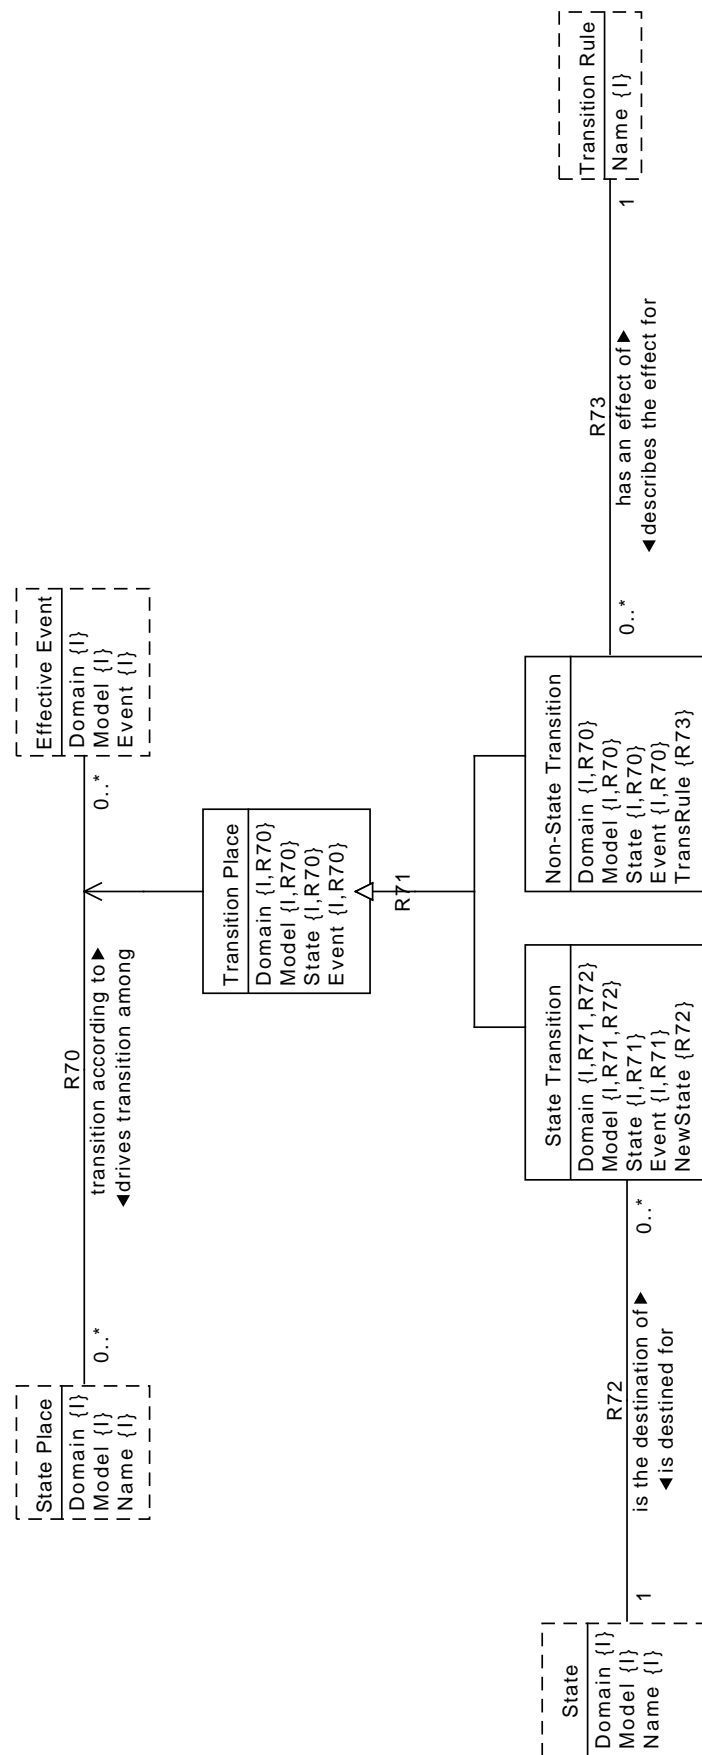 State Place
Domain {I}
Model {I}
Name {I}
0..*
R70
transition according to►
◄drives transition among
0..*
Effective Event
Domain {I}
Model {I}
Event {I}
Transition Place
Domain {I,R70}
Model {I,R70}
State {I,R70}
Event {I,R70}
R71
State
Domain {I}
Model {I}
Name {I}
1
R72
is the destination of►
◄is destined for
0..*
State Transition
Domain {I,R71,R72}
Model {I,R71,R72}
State {I,R71}
Event {I,R71}
NewState {R72}
Non-State Transition
Domain {I,R70}
Model {I,R70}
State {I,R70}
Event {I,R70}
TransRule {R73}
0..*
R73
has an effect of►
◄describes the effect for
1
Transition Rule
Name {I}